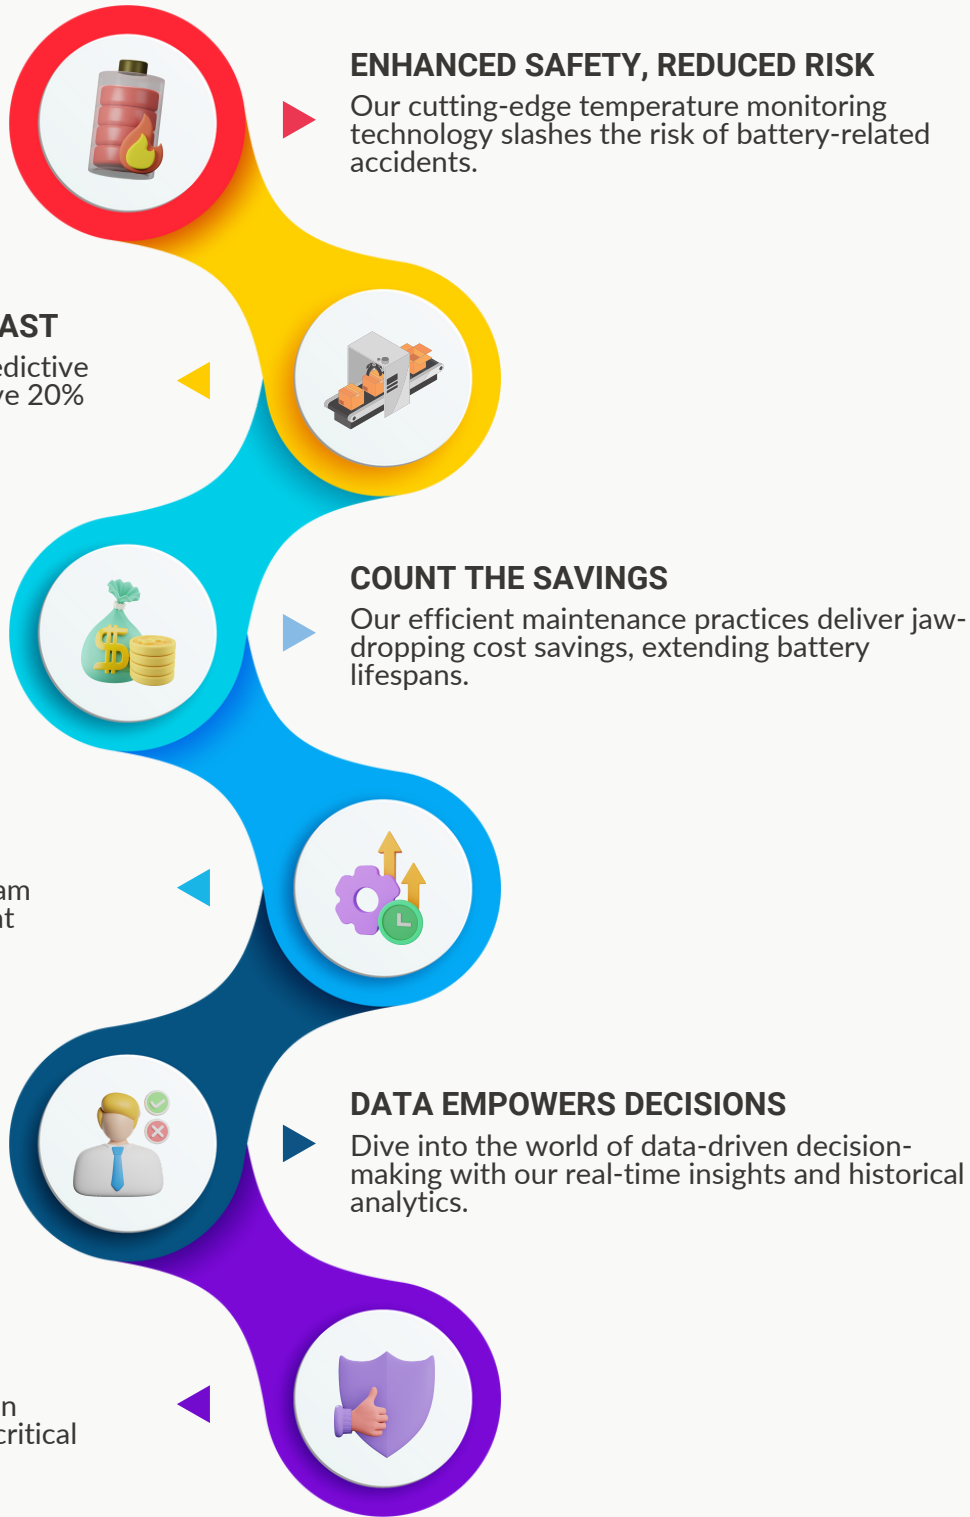 ENHANCED SAFETY, REDUCED RISK
Our cutting-edge temperature monitoring
technology slashes the risk of battery-related
accidents.
AST
edictive
ve 20%
COUNT THE SAVINGS
Our efficient maintenance practices deliver jaw-
dropping cost savings, extending battery
lifespans.
am
nt
DATA EMPOWERS DECISIONS
Dive into the world of data-driven decision-
making with our real-time insights and historical
analytics.
n
critical